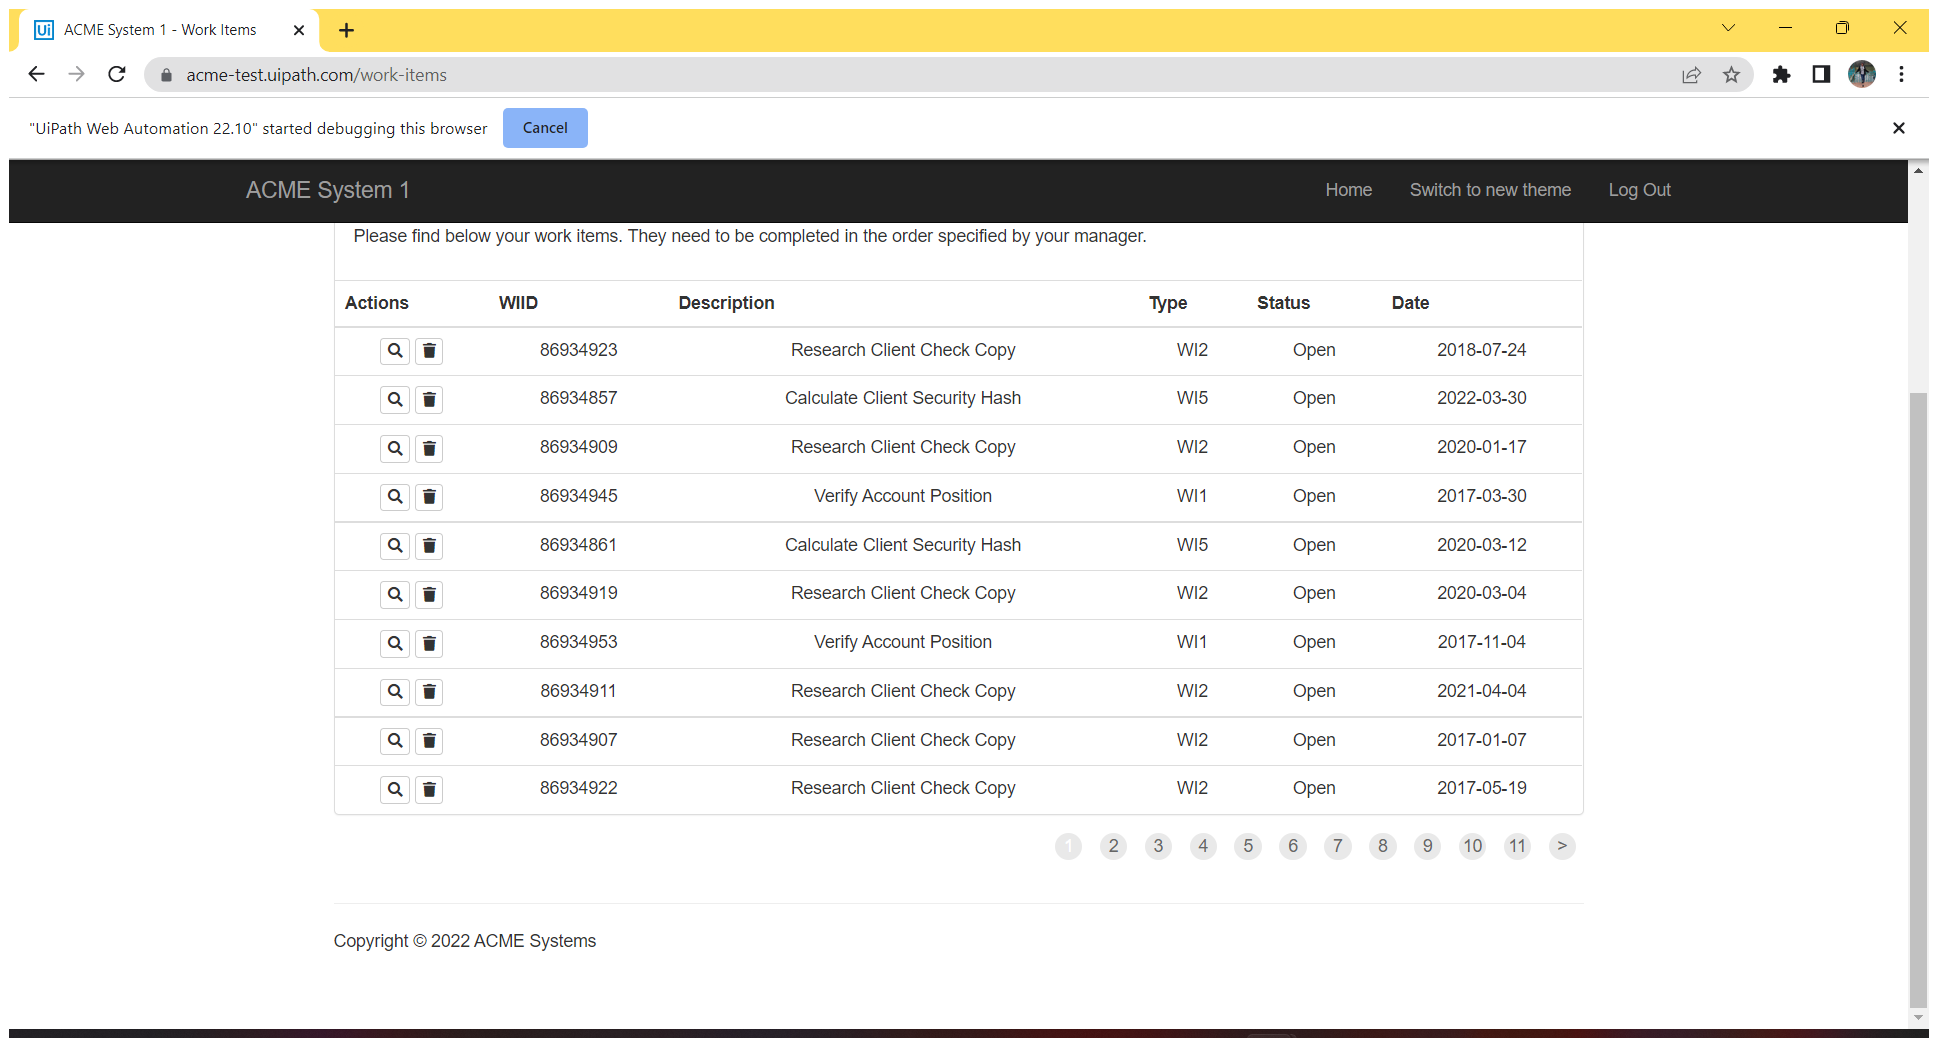 Ui ACME System 1 - Work Items
acme-test.uipath.com/work-items
"UiPath Web Automation 22.10" started debugging this browser Cancel
ACME System 1 Home Switch to new theme Log Out
Please find below your work items. They need to be completed in the order specified by your manager.
Actions WIID Description Type Status Date
86934923 Research Client Check Copy WI2 Open 2018-07-24
86934857 Calculate Client Security Hash WI5 Open 2022-03-30
86934909 Research Client Check Copy WI2 Open 2020-01-17
86934945 Verify Account Position WI1 Open 2017-03-30
86934861 Calculate Client Security Hash WI5 Open 2020-03-12
86934919 Research Client Check Copy WI2 Open 2020-03-04
86934953 Verify Account Position WI1 Open 2017-11-04
86934911 Research Client Check Copy WI2 Open 2021-04-04
86934907 Research Client Check Copy WI2 Open 2017-01-07
86934922 Research Client Check Copy WI2 Open 2017-05-19
1 2 3 4 5 6 7 8 9 10 11 >
Copyright © 2022 ACME Systems